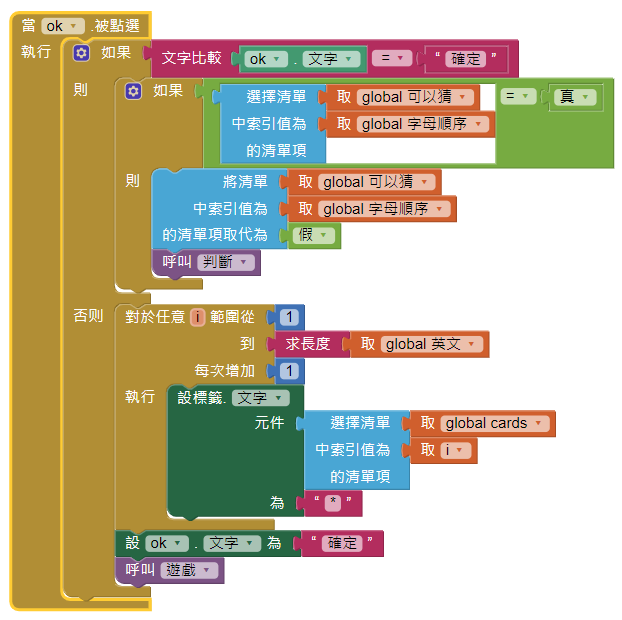 當 ok .被點選
執行 如果 文字比較 ok . 文字 = “ 確定 ”
則 如果 選擇清單 取 global 可以猜 = 真
中索引值為 取 global 字母順序
的清單項
則 將清單 取 global 可以猜
中索引值為 取 global 字母順序
的清單項取代為 假
呼叫 判斷
否則 對於任意 i 範圍從 1
到 求長度 取 global 英文
每次增加 1
執行 設標籤. 文字
元件 選擇清單 取 global cards
中索引值為 取 i
的清單項
為 “ * ”
設 ok . 文字 為 “ 確定 ”
呼叫 遊戲